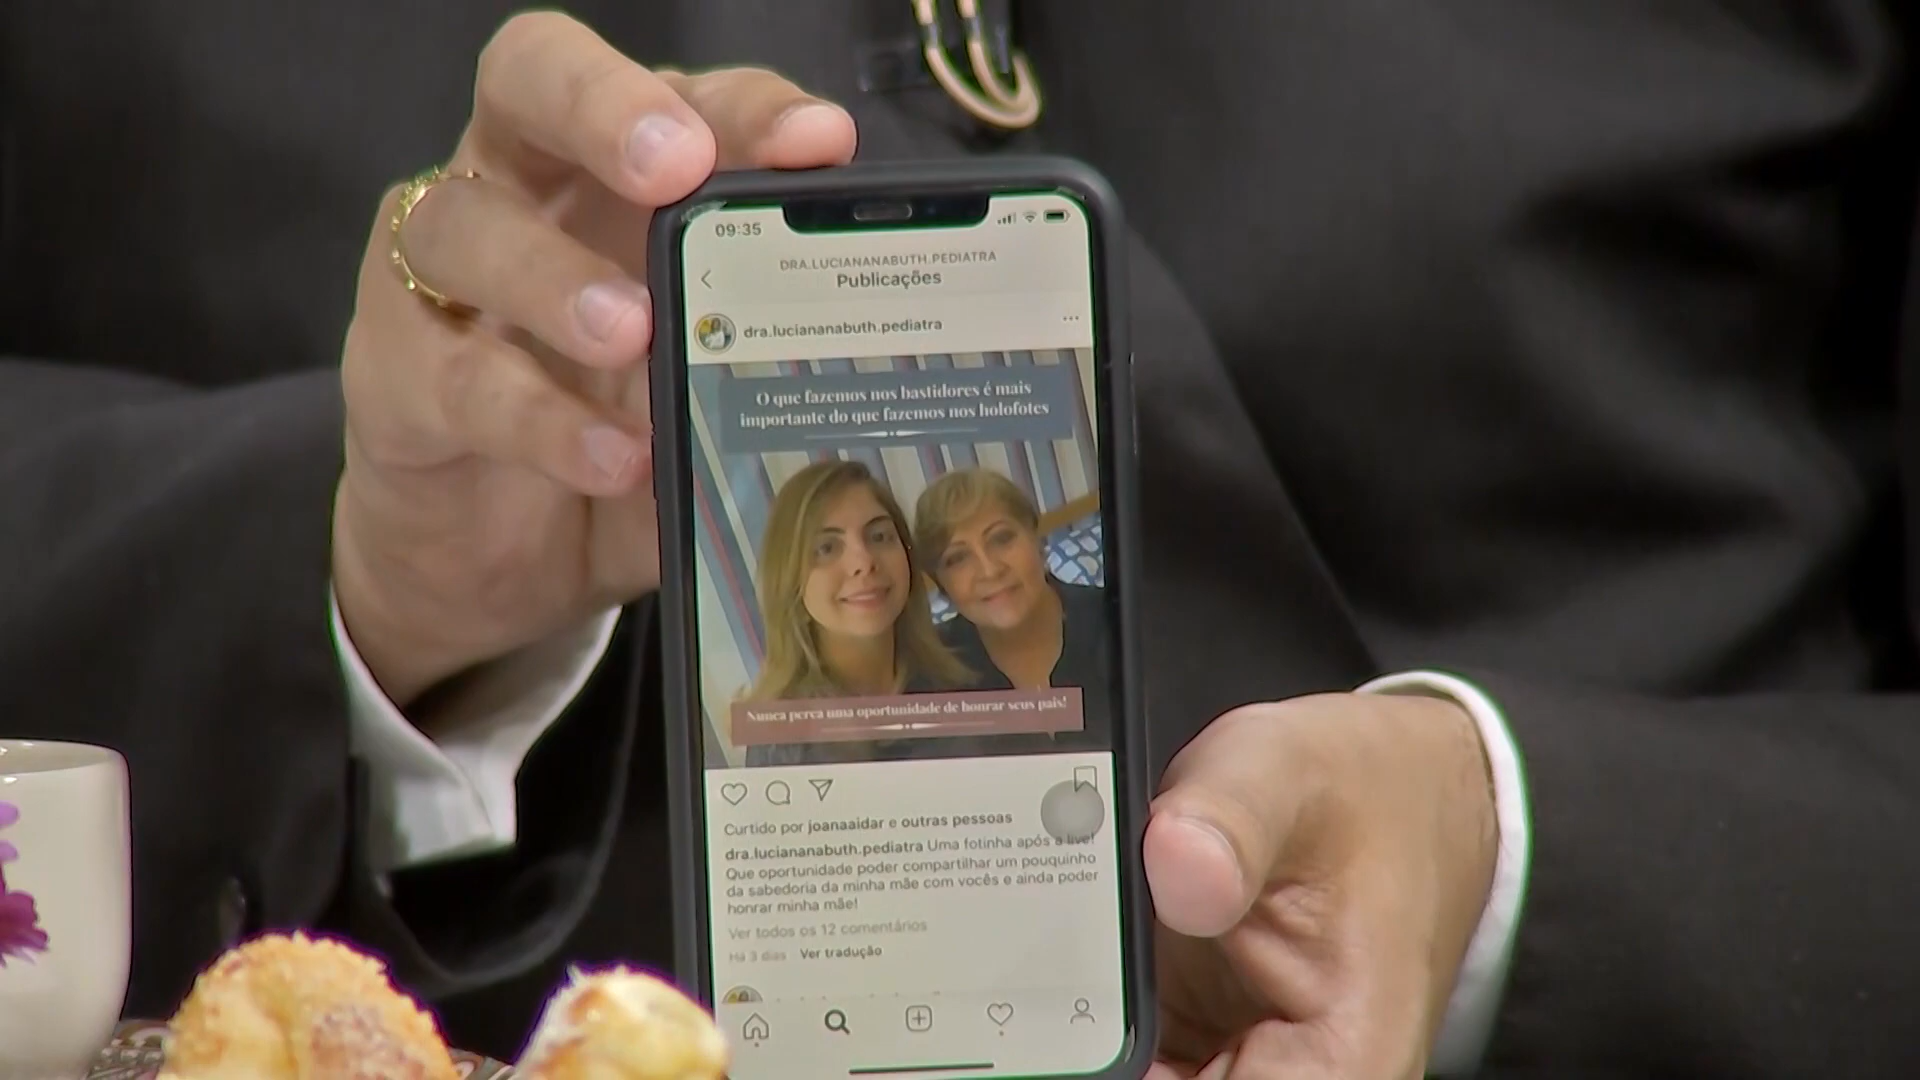 09:35
DRA.LUCIANANABUTH.PEDIATRA
Publicações
dra.luciananabuth.pediatra
O que fazemos nos bastidores é mais
importante do que fazemos nos holofotes
Nunca perca uma oportunidade de honrar seus pais!
Curtido por joanaaidar e outras pessoas
dra.luciananabuth.pediatra Uma fotinha após a live!
Que oportunidade poder compartilhar um pouquinho
da sabedoria da minha mãe com vocês e ainda poder
honrar minha mãe!
Ver todos os 12 comentários
Há 3 dias Ver tradução